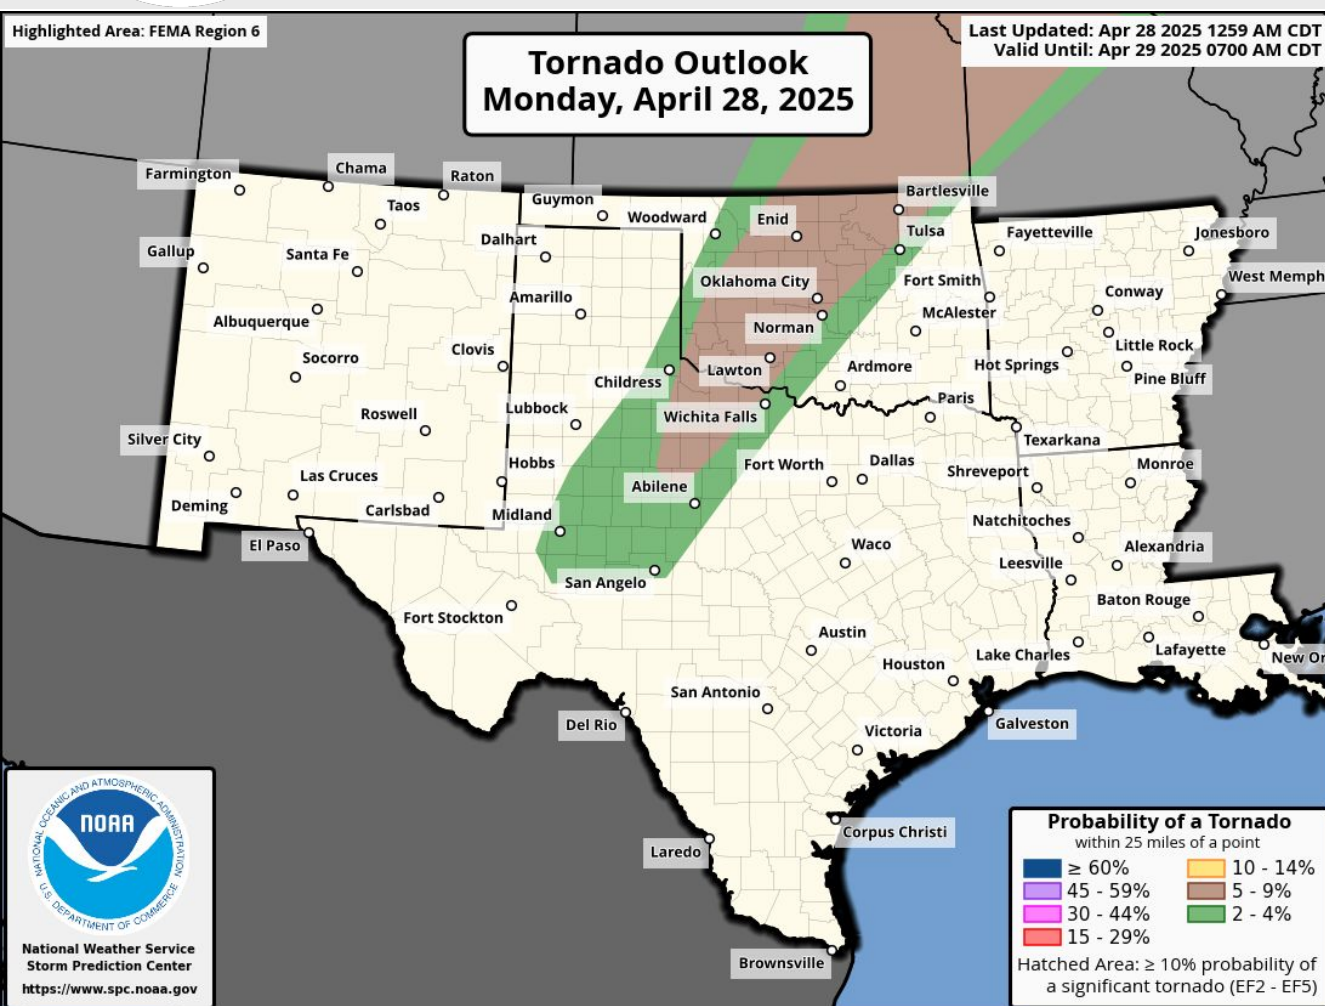 Highlighted Area: FEMA Region 6
Last Updated: Apr 28 2025 1259 AM CDT
Valid Until: Apr 29 2025 0700 AM CDT
Tornado Outlook
Monday, April 28, 2025
Farmington
Chama
Raton
Taos
Guymon
Woodward
Enid
Bartlesville
Tulsa
Fayetteville
Jonesboro
Gallup
Santa Fe
Dalhart
Oklahoma City
Fort Smith
West Memph
Amarillo
Conway
Albuquerque
Norman
McAlester
Socorro
Clovis
Little Rock
Childress
Lawton
Ardmore
Hot Springs
Pine Bluff
Roswell
Lubbock
Wichita Falls
Paris
Silver City
Texarkana
Las Cruces
Hobbs
Fort Worth
Dallas
Shreveport
Monroe
Deming
Carlsbad
Midland
Abilene
Natchitoches
El Paso
Waco
Alexandria
San Angelo
Leesville
Fort Stockton
Baton Rouge
Austin
Lake Charles
Lafayette
New Or
Houston
San Antonio
Del Rio
Victoria
Galveston
Corpus Christi
Laredo
Brownsville
NATIONAL OCEANIC AND ATMOSPHERIC ADMINISTRATION
NOAA
U.S. DEPARTMENT OF COMMERCE
National Weather Service
Storm Prediction Center
https://www.spc.noaa.gov
Probability of a Tornado
within 25 miles of a point
≥ 60%
45 - 59%
30 - 44%
15 - 29%
10 - 14%
5 - 9%
2 - 4%
Hatched Area: ≥ 10% probability of
a significant tornado (EF2 - EF5)